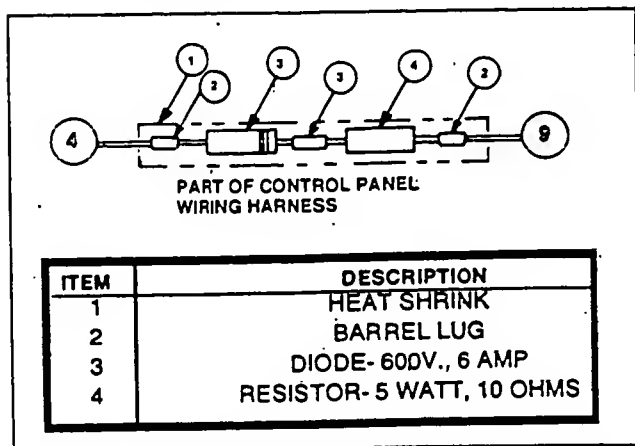 1
2
3
3
4
2
4
9
PART OF CONTROL PANEL
WIRING HARNESS
ITEM DESCRIPTION
1 HEAT SHRINK
2 BARREL LUG
3 DIODE- 600V., 6 AMP
4 RESISTOR- 5 WATT, 10 OHMS